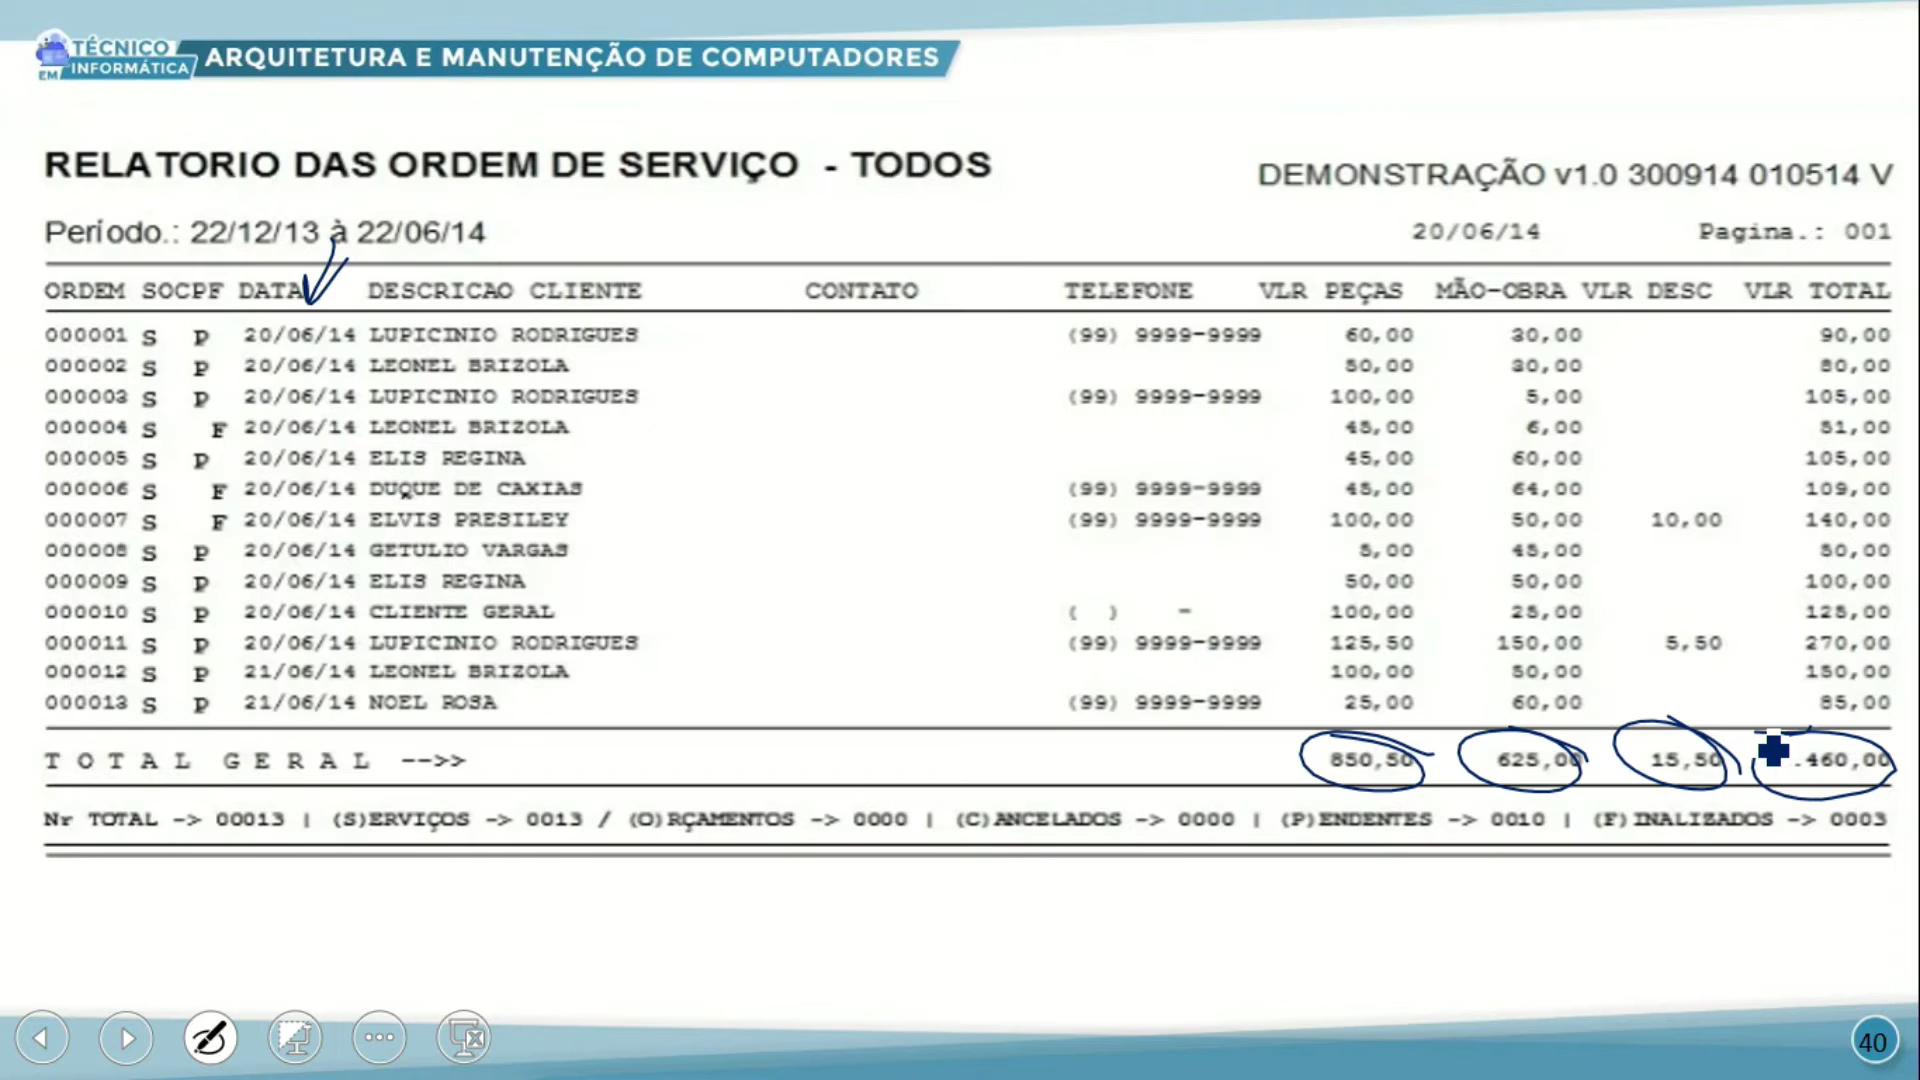 TÉCNICO
EM INFORMÁTICA
ARQUITETURA E MANUTENÇÃO DE COMPUTADORES
RELATORIO DAS ORDEM DE SERVIÇO - TODOS
DEMONSTRAÇÃO v1.0 300914 010514 V
Período.: 22/12/13 à 22/06/14 20/06/14 Pagina.: 001
ORDEM SOCPF DATA DESCRICAO CLIENTE CONTATO TELEFONE VLR PEÇAS MÃO-OBRA VLR DESC VLR TOTAL
000001 S P 20/06/14 LUPICINIO RODRIGUES (99) 9999-9999 60,00 30,00 90,00
000002 S P 20/06/14 LEONEL BRIZOLA 50,00 30,00 80,00
000003 S P 20/06/14 LUPICINIO RODRIGUES (99) 9999-9999 100,00 5,00 105,00
000004 S F 20/06/14 LEONEL BRIZOLA 45,00 6,00 51,00
000005 S P 20/06/14 ELIS REGINA 45,00 60,00 105,00
000006 S F 20/06/14 DUQUE DE CAXIAS (99) 9999-9999 45,00 64,00 109,00
000007 S F 20/06/14 ELVIS PRESILEY (99) 9999-9999 100,00 50,00 10,00 140,00
000008 S P 20/06/14 GETULIO VARGAS 5,00 45,00 50,00
000009 S P 20/06/14 ELIS REGINA 50,00 50,00 100,00
000010 S P 20/06/14 CLIENTE GERAL ( ) - 100,00 25,00 125,00
000011 S P 20/06/14 LUPICINIO RODRIGUES (99) 9999-9999 125,50 150,00 5,50 270,00
000012 S P 21/06/14 LEONEL BRIZOLA 100,00 50,00 150,00
000013 S P 21/06/14 NOEL ROSA (99) 9999-9999 25,00 60,00 85,00
T O T A L G E R A L -->> 850,50 625,00 15,50 .460,00
Nr TOTAL -> 00013 | (S)ERVIÇOS -> 0013 / (O)RÇAMENTOS -> 0000 | (C)ANCELADOS -> 0000 | (P)ENDENTES -> 0010 | (F)INALIZADOS -> 0003
40